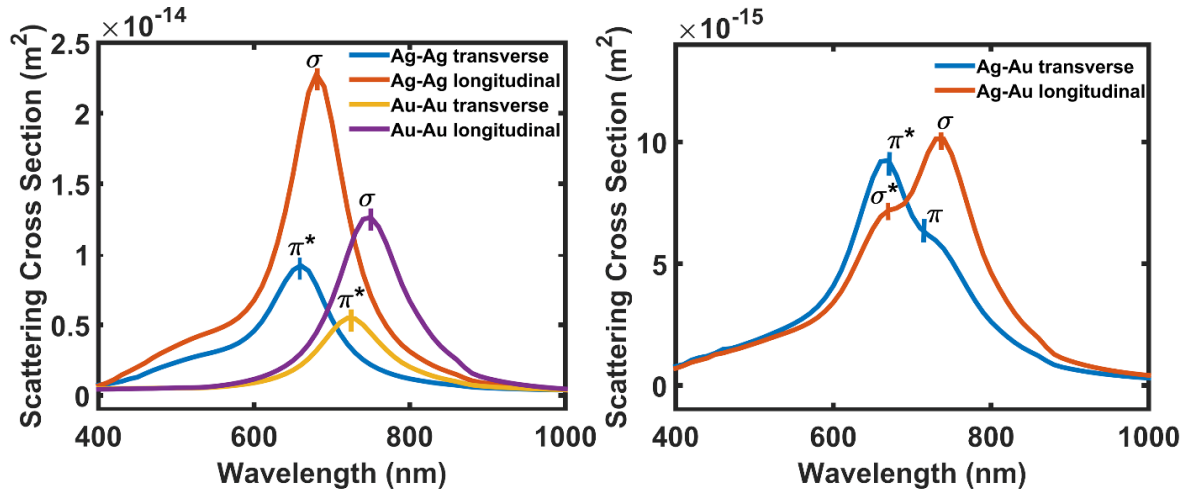 ×10⁻¹⁴
Scattering Cross Section (m²)
2.5
2
1.5
1
0.5
0
400
600
800
1000
Wavelength (nm)
Ag-Ag transverse
Ag-Ag longitudinal
Au-Au transverse
Au-Au longitudinal
σ
σ
π*
π*
×10⁻¹⁵
Scattering Cross Section (m²)
10
5
0
400
600
800
1000
Wavelength (nm)
Ag-Au transverse
Ag-Au longitudinal
π*
σ
σ*
π